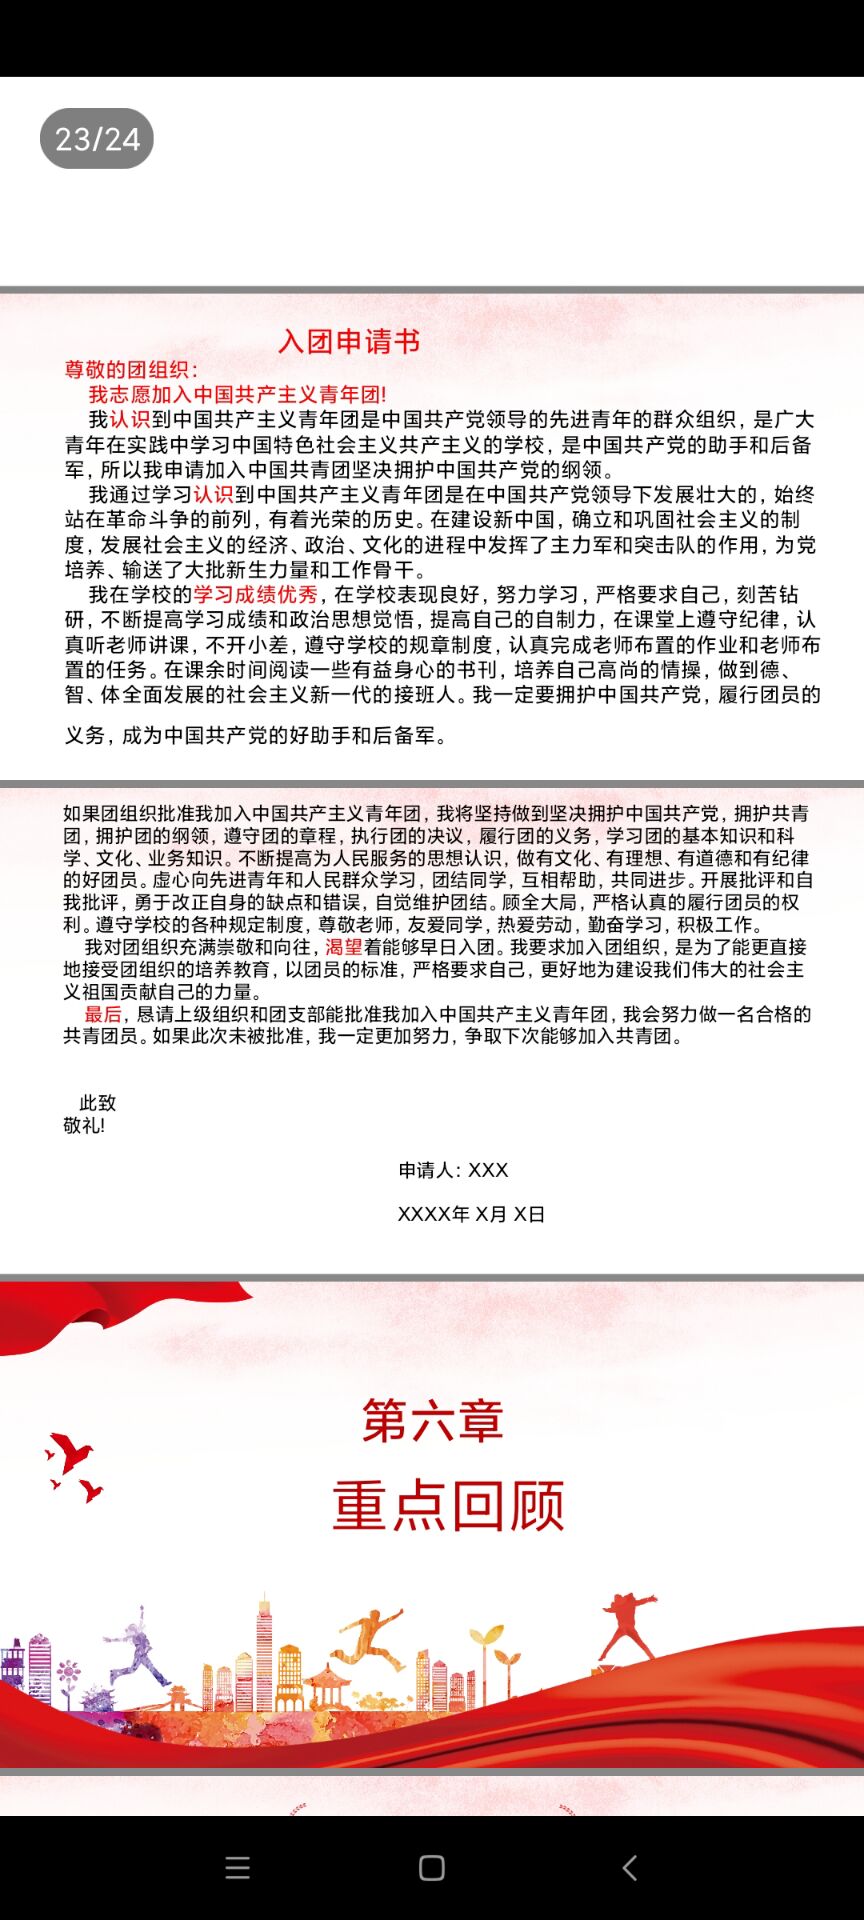 23/24
入团申请书
尊敬的团组织：
我志愿加入中国共产主义青年团!
我认识到中国共产主义青年团是中国共产党领导的先进青年的群众组织，是广大
青年在实践中学习中国特色社会主义共产主义的学校，是中国共产党的助手和后备
军，所以我申请加入中国共青团坚决拥护中国共产党的纲领。
我通过学习认识到中国共产主义青年团是在中国共产党领导下发展壮大的，始终
站在革命斗争的前列，有着光荣的历史。在建设新中国，确立和巩固社会主义的制
度，发展社会主义的经济、政治、文化的进程中发挥了主力军和突击队的作用，为党
培养、输送了大批新生力量和工作骨干。
我在学校的学习成绩优秀，在学校表现良好，努力学习，严格要求自己，刻苦钻
研，不断提高学习成绩和政治思想觉悟，提高自己的自制力，在课堂上遵守纪律，认
真听老师讲课，不开小差，遵守学校的规章制度，认真完成老师布置的作业和老师布
置的任务。在课余时间阅读一些有益身心的书刊，培养自己高尚的情操，做到德、
智、体全面发展的社会主义新一代的接班人。我一定要拥护中国共产党，履行团员的
义务，成为中国共产党的好助手和后备军。
如果团组织批准我加入中国共产主义青年团，我将坚持做到坚决拥护中国共产党，拥护共青
团，拥护团的纲领，遵守团的章程，执行团的决议，履行团的义务，学习团的基本知识和科
学、文化、业务知识。不断提高为人民服务的思想认识，做有文化、有理想、有道德和有纪律
的好团员。虚心向先进青年和人民群众学习，团结同学，互相帮助，共同进步。开展批评和自
我批评，勇于改正自身的缺点和错误，自觉维护团结。顾全大局，严格认真的履行团员的权
利。遵守学校的各种规定制度，尊敬老师，友爱同学，热爱劳动，勤奋学习，积极工作。
我对团组织充满崇敬和向往，渴望着能够早日入团。我要求加入团组织，是为了能更直接
地接受团组织的培养教育，以团员的标准，严格要求自己，更好地为建设我们伟大的社会主
义祖国贡献自己的力量。
最后，恳请上级组织和团支部能批准我加入中国共产主义青年团，我会努力做一名合格的
共青团员。如果此次未被批准，我一定更加努力，争取下次能够加入共青团。
此致
敬礼!
申请人：XXX
XXXX年 X月 X日
第六章
重点回顾